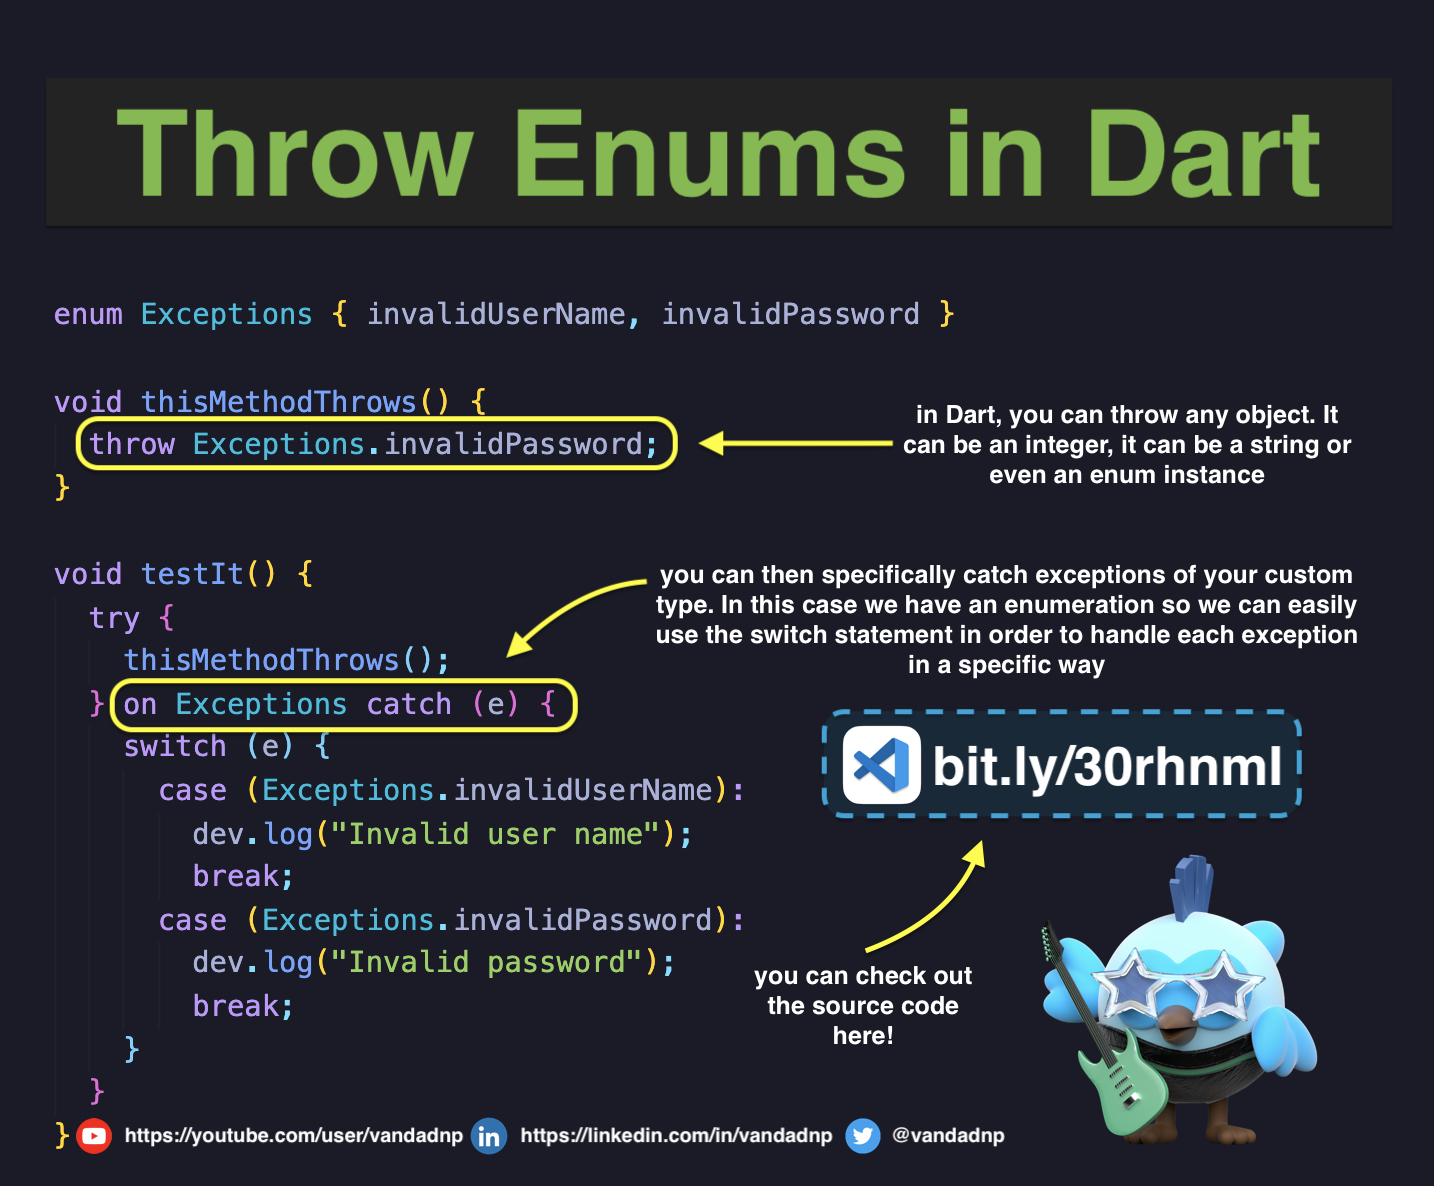 Throw Enums in Dart
enum Exceptions { invalidUserName, invalidPassword }
void thisMethodThrows() {
throw Exceptions.invalidPassword;
}
in Dart, you can throw any object. It
can be an integer, it can be a string or
even an enum instance
void testIt() {
try {
thisMethodThrows();
} on Exceptions catch (e) {
switch (e) {
case (Exceptions.invalidUserName):
dev.log("Invalid user name");
break;
case (Exceptions.invalidPassword):
dev.log("Invalid password");
break;
}
}
}
you can then specifically catch exceptions of your custom
type. In this case we have an enumeration so we can easily
use the switch statement in order to handle each exception
in a specific way
bit.ly/30rhnml
you can check out
the source code
here!
https://youtube.com/user/vandadnp
https://linkedin.com/in/vandadnp
@vandadnp